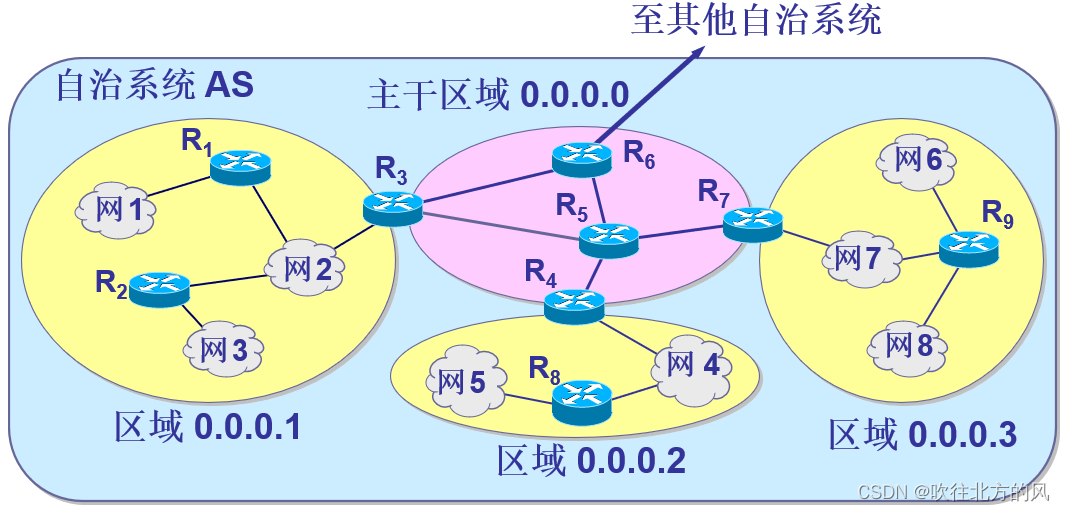 至其他自治系统
自治系统 AS
主干区域 0.0.0.0
R1
R3
R6
网6
网1
R5
R7
R9
网2
R2
R4
网7
网3
网5
R8
网4
网8
区域 0.0.0.1
区域 0.0.0.2
区域 0.0.0.3
CSDN @吹往北方的风